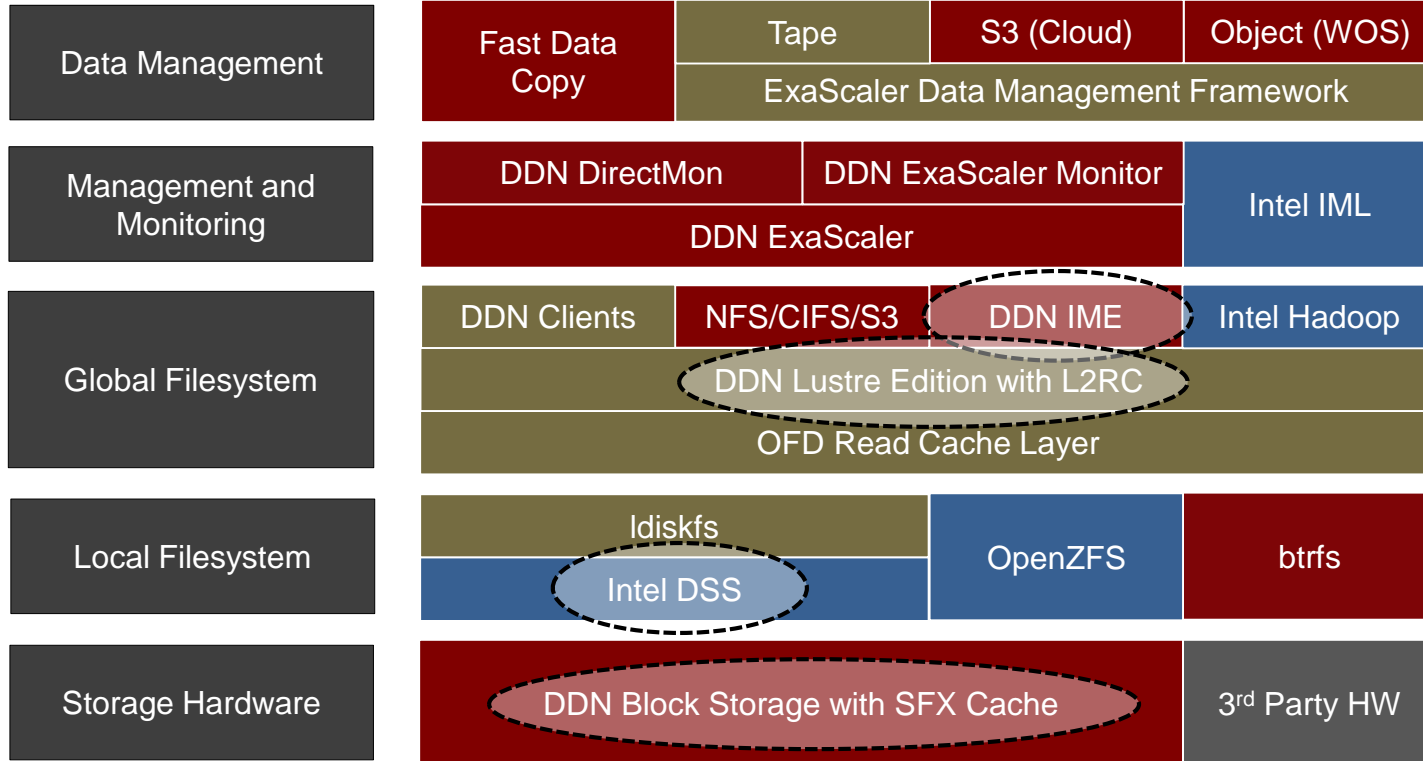 Data Management
Fast Data
Copy
Tape
S3 (Cloud)
Object (WOS)
ExaScaler Data Management Framework
Management and
Monitoring
DDN DirectMon
DDN ExaScaler Monitor
Intel IML
DDN ExaScaler
Global Filesystem
DDN Clients
NFS/CIFS/S3
DDN IME
Intel Hadoop
DDN Lustre Edition with L2RC
OFD Read Cache Layer
Local Filesystem
ldiskfs
Intel DSS
OpenZFS
btrfs
Storage Hardware
DDN Block Storage with SFX Cache
3rd Party HW